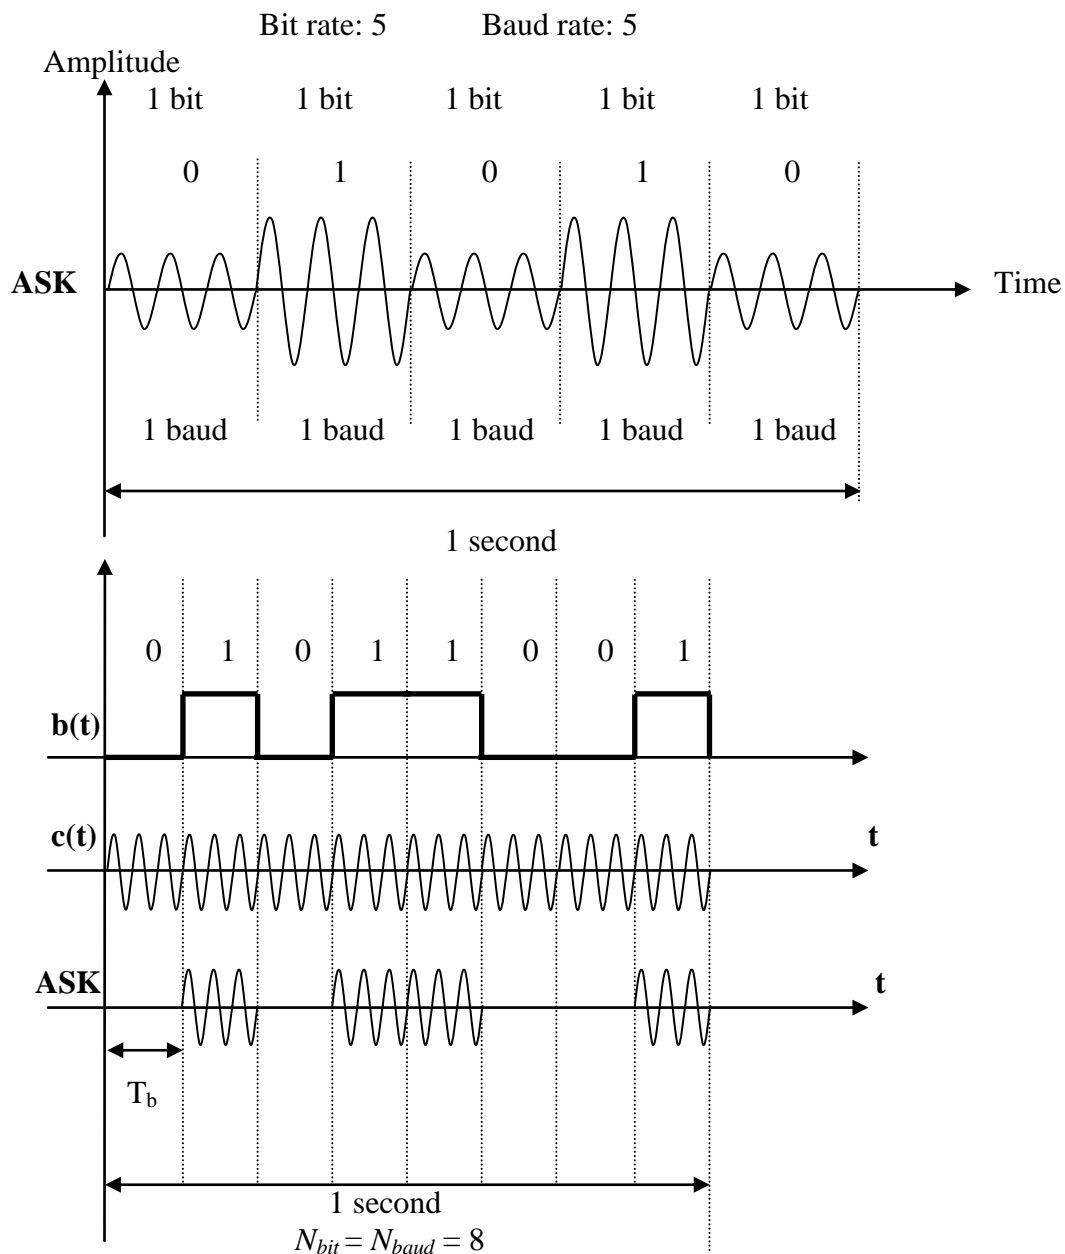 Bit rate: 5 Baud rate: 5
Amplitude
1 bit 1 bit 1 bit 1 bit 1 bit
0 1 0 1 0
ASK Time
1 baud 1 baud 1 baud 1 baud 1 baud
1 second
0 1 0 1 1 0 0 1
b(t)
c(t) t
ASK t
T_b
1 second
N_bit = N_baud = 8